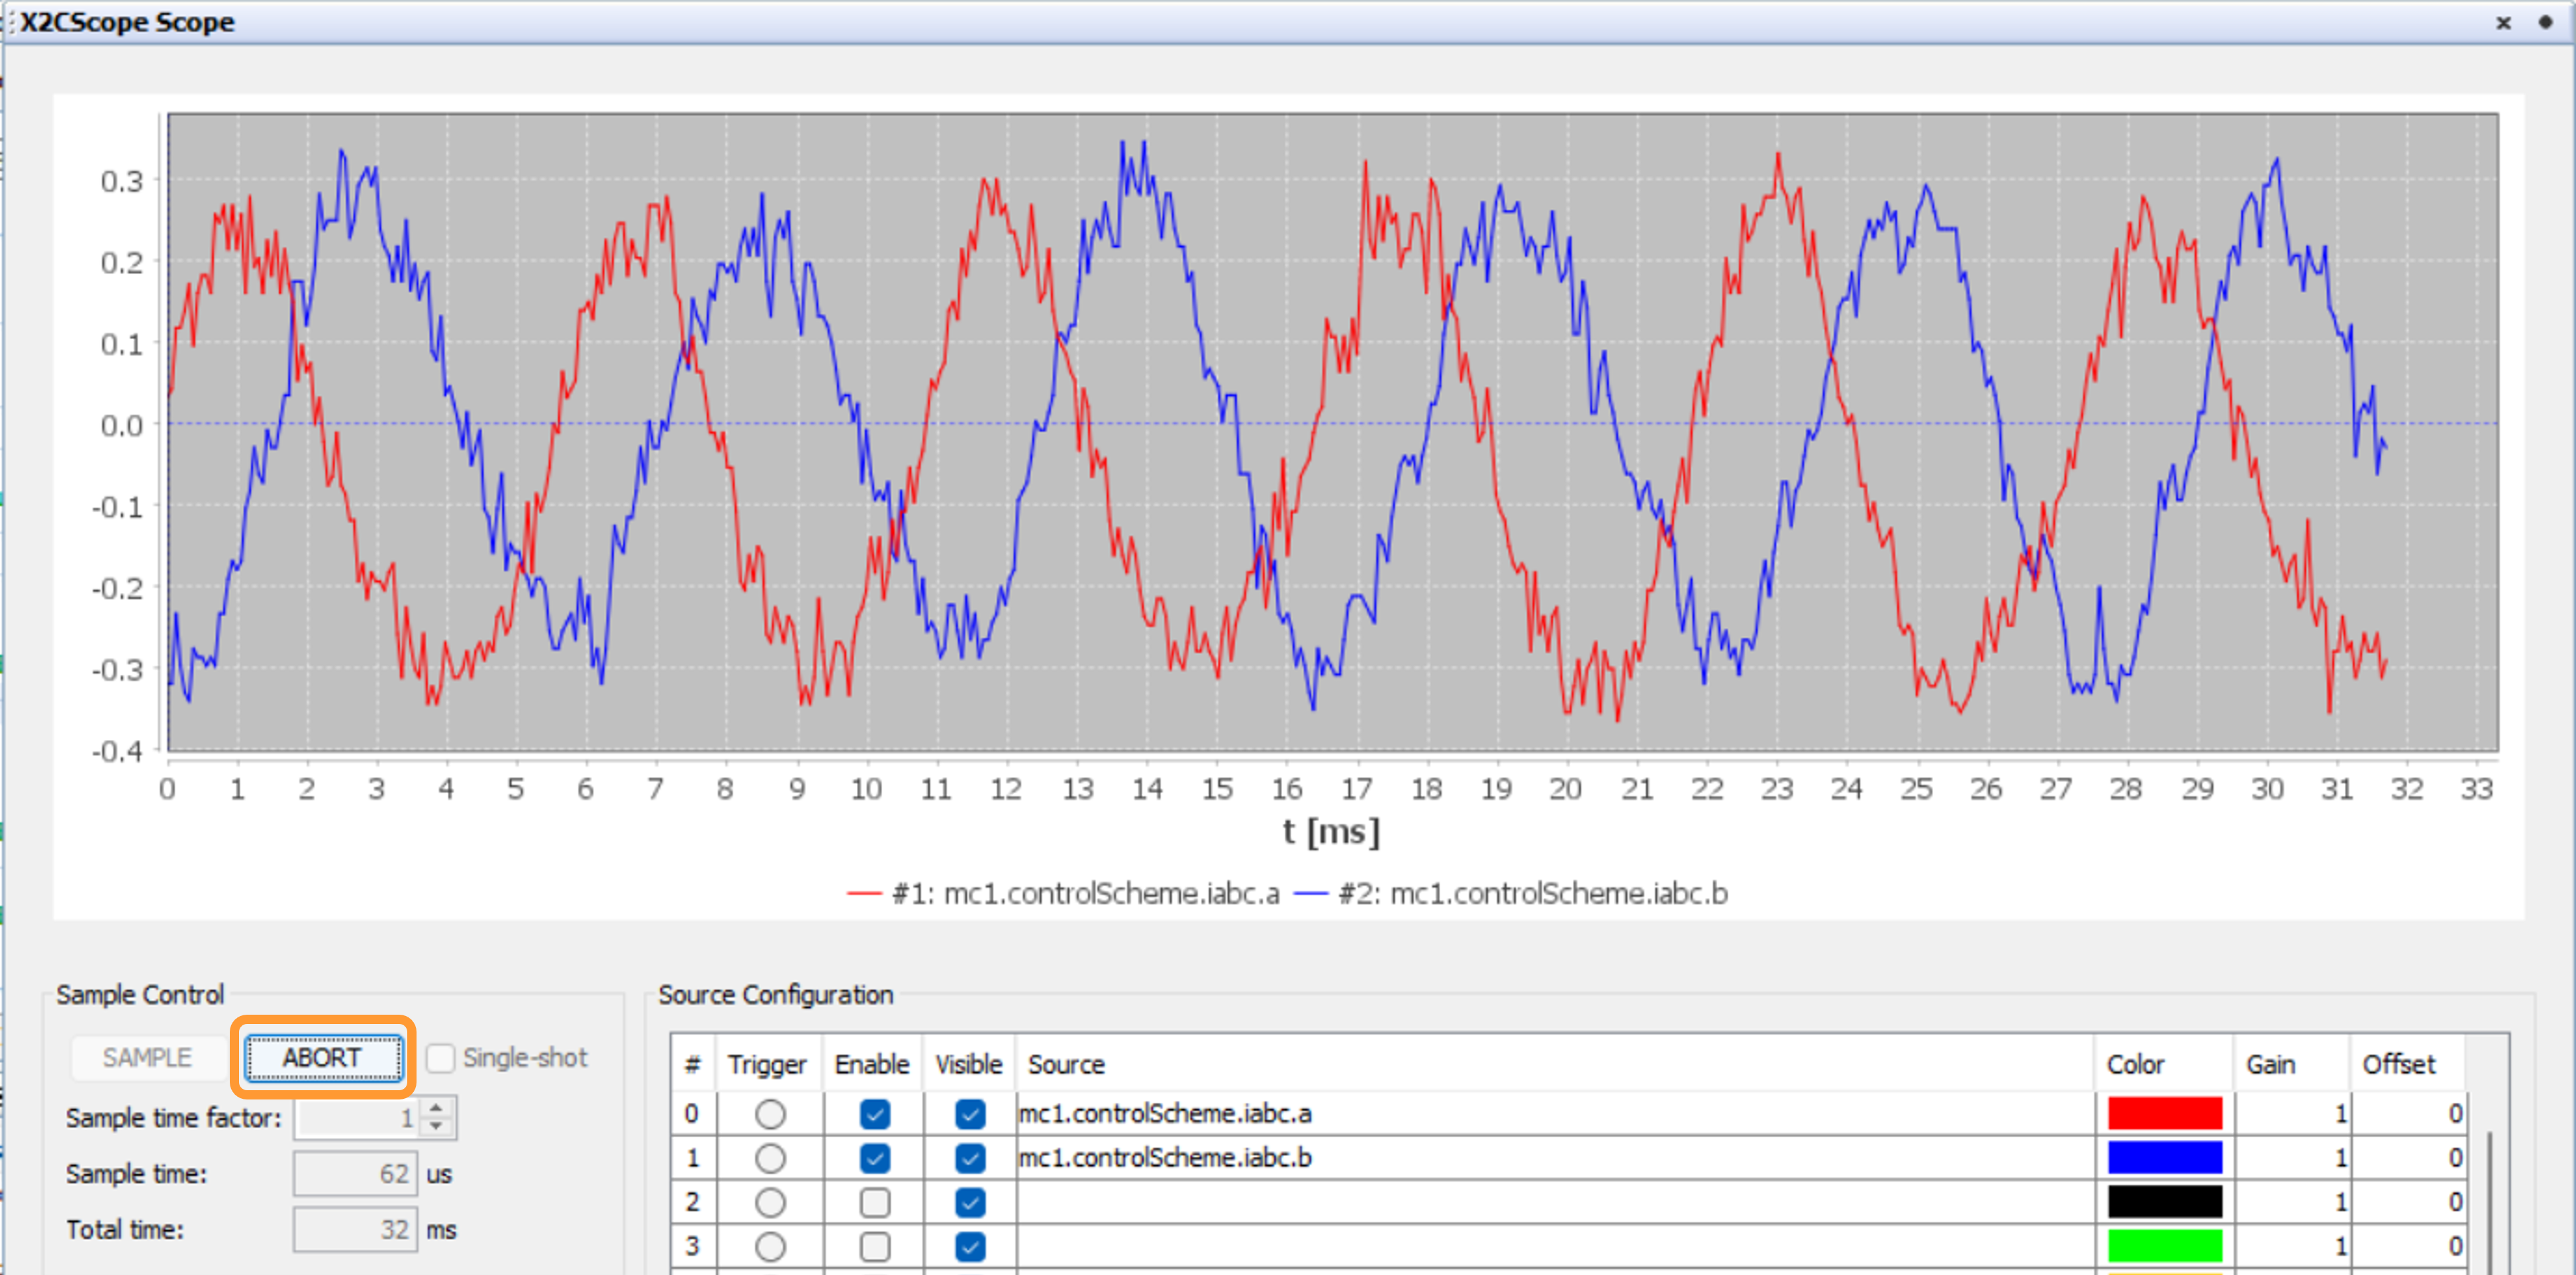 X2CScope Scope
0.3
0.2
0.1
0.0
-0.1
-0.2
-0.3
-0.4
0 1 2 3 4 5 6 7 8 9 10 11 12 13 14 15 16 17 18 19 20 21 22 23 24 25 26 27 28 29 30 31 32 33
t [ms]
#1: mc1.controlScheme.iabc.a #2: mc1.controlScheme.iabc.b
Sample Control
SAMPLE ABORT Single-shot
Sample time factor: 1
Sample time: 62 us
Total time: 32 ms
Source Configuration
# Trigger Enable Visible Source Color Gain Offset
0 mc1.controlScheme.iabc.a 1 0
1 mc1.controlScheme.iabc.b 1 0
2 1 0
3 1 0